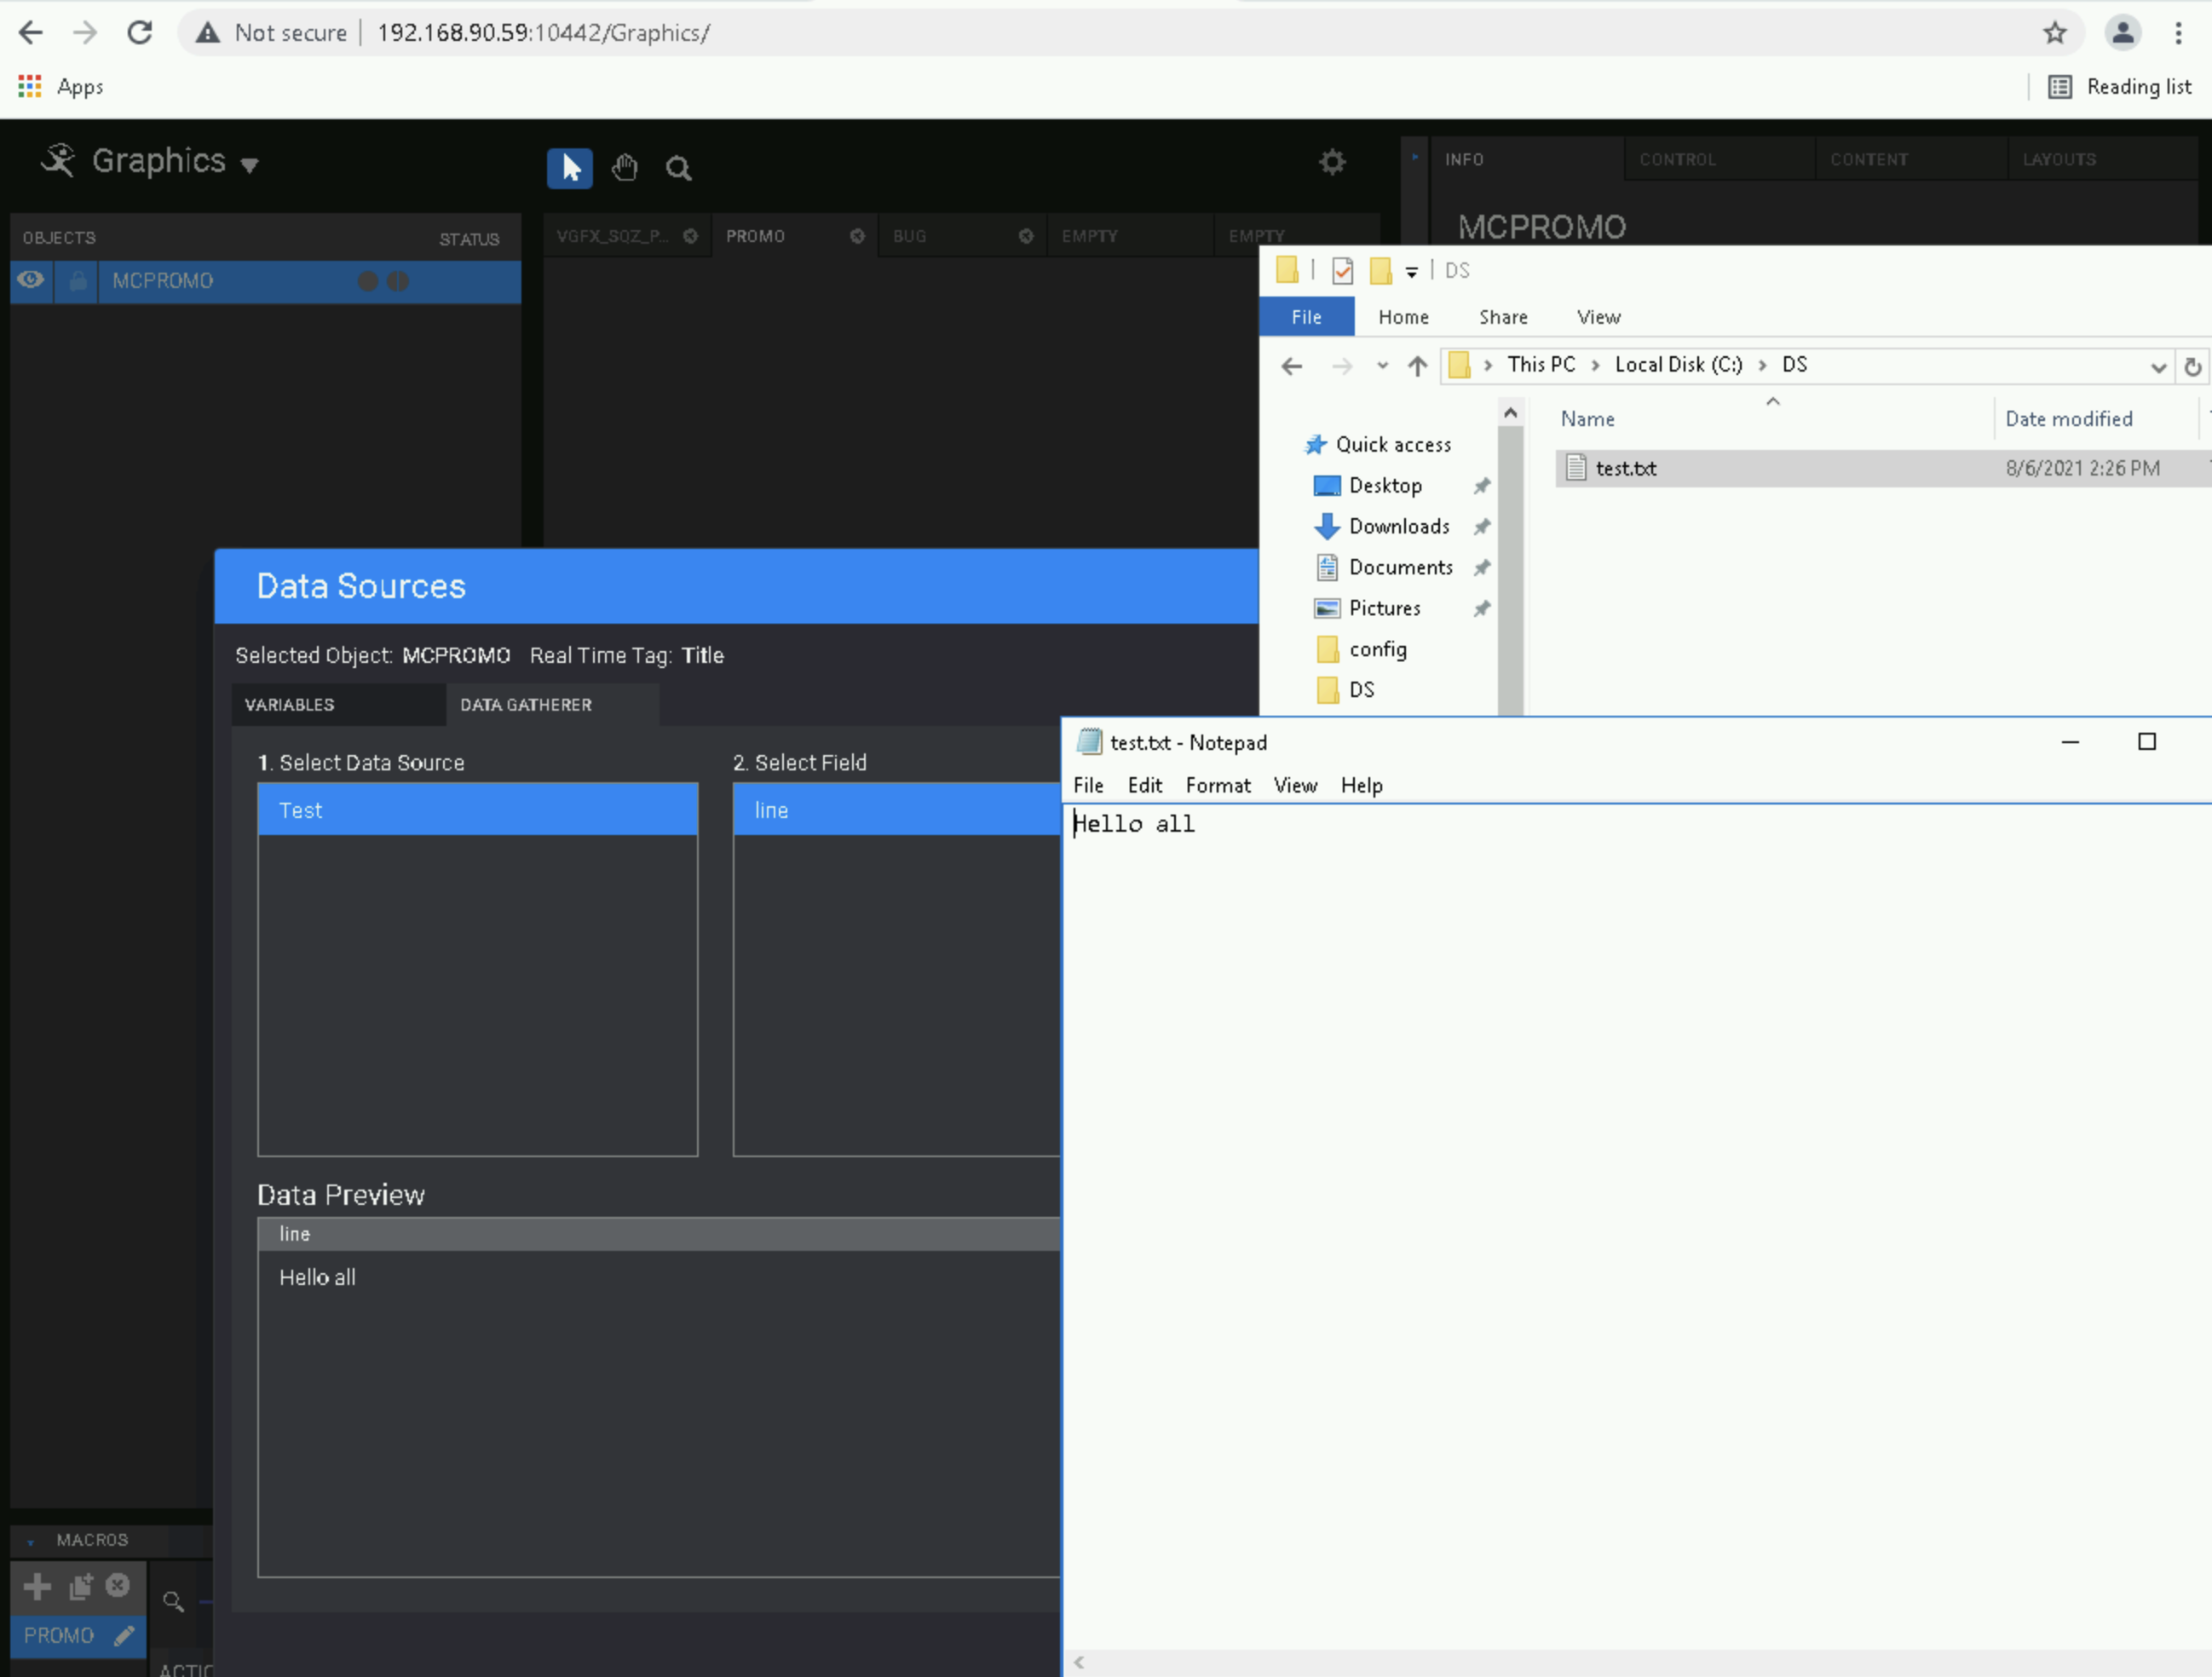 Not secure | 192.168.90.59:10442/Graphics/
Apps
Reading list
Graphics
INFO CONTROL CONTENT LAYOUTS
OBJECTS STATUS
VGFX_SQZ_P... PROMO BUG EMPTY EMPTY
MCPROMO
MCPROMO
DS
File Home Share View
This PC > Local Disk (C:) > DS
Name Date modified
Quick access
test.txt 8/6/2021 2:26 PM
Desktop
Downloads
Documents
Pictures
config
DS
Data Sources
Selected Object: MCPROMO Real Time Tag: Title
VARIABLES DATA GATHERER
1. Select Data Source 2. Select Field
Test line
Data Preview
line
Hello all
test.txt - Notepad
File Edit Format View Help
Hello all
MACROS
PROMO